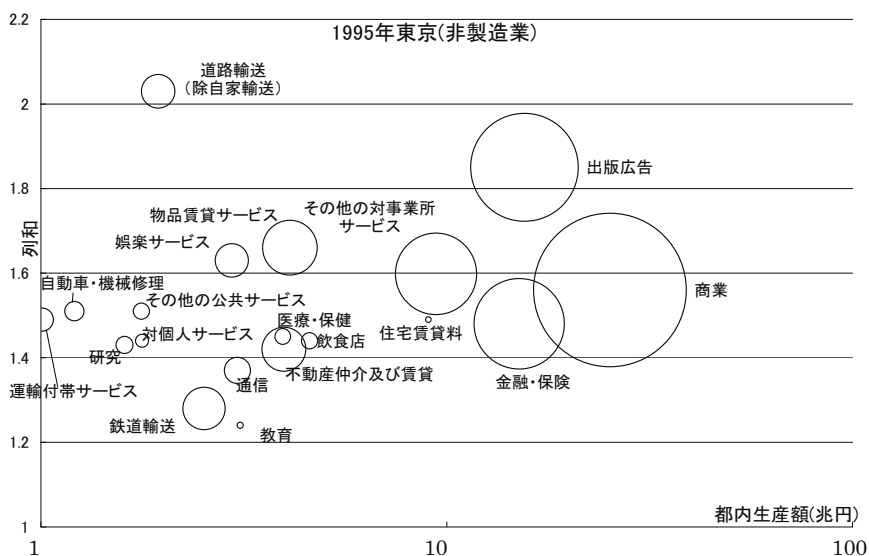 2.2
1995年東京(非製造業)
道路輸送
(除自家輸送)
2
出版広告
1.8
その他の対事業所
サービス
物品賃貸サービス
娯楽サービス
列和
1.6
自動車・機械修理
その他の公共サービス
商業
医療・保健
対個人サービス
飲食店
住宅賃貸料
研究
1.4
金融・保険
不動産仲介及び賃貸
通信
運輸付帯サービス
鉄道輸送
教育
1.2
都内生産額(兆円)
1
1
10
100